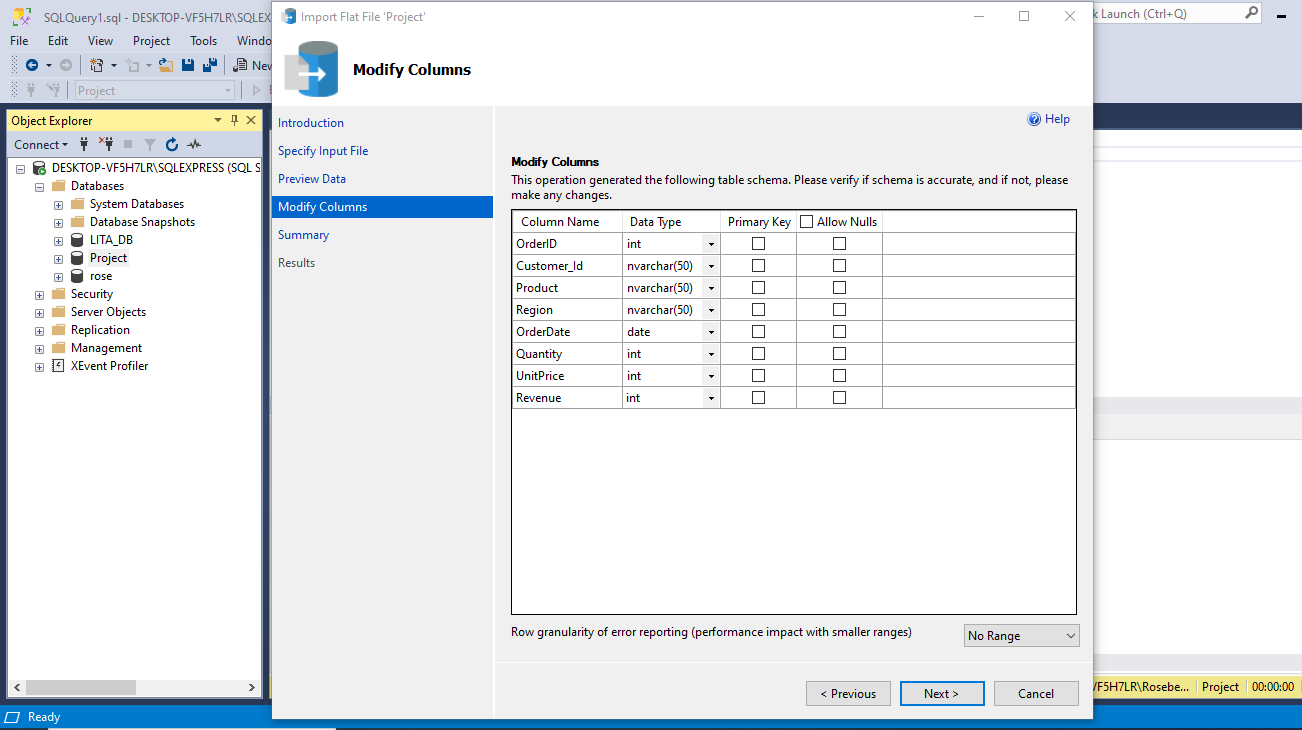 SQLQuery1.sql - DESKTOP-VF5H7LR\SQLEX
Import Flat File 'Project'
Launch (Ctrl+Q)
File Edit View Project Tools Windo
New
Project
Modify Columns
Object Explorer
Connect
DESKTOP-VF5H7LR\SQLEXPRESS (SQL S
Databases
System Databases
Database Snapshots
LITA_DB
Project
rose
Security
Server Objects
Replication
Management
XEvent Profiler
Introduction
Specify Input File
Preview Data
Modify Columns
Summary
Results
Help
Modify Columns
This operation generated the following table schema. Please verify if schema is accurate, and if not, please
make any changes.
Column Name Data Type Primary Key Allow Nulls
OrderID int
Customer_Id nvarchar(50)
Product nvarchar(50)
Region nvarchar(50)
OrderDate date
Quantity int
UnitPrice int
Revenue int
Row granularity of error reporting (performance impact with smaller ranges) No Range
< Previous Next > Cancel
VF5H7LR\Rosebe... Project 00:00:00
Ready